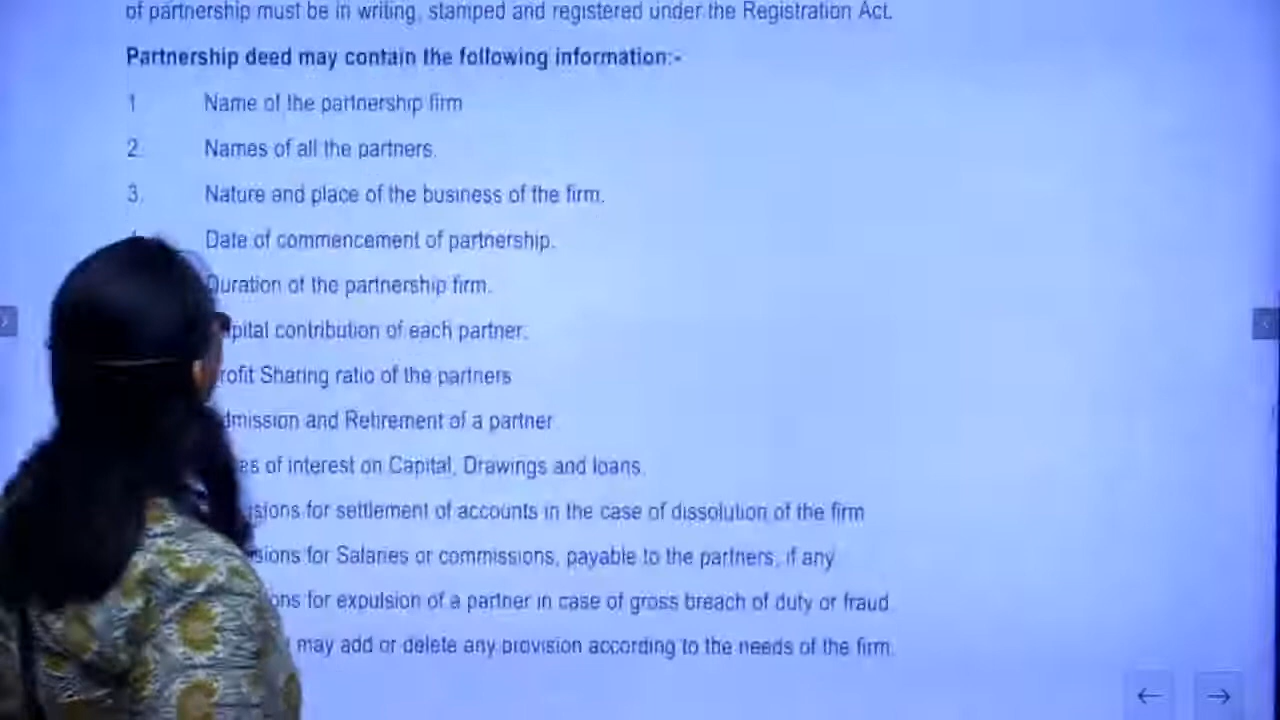 of partnership must be in writing, stamped and registered under the Registration Act.
Partnership deed may contain the following information:-
1 Name of the partnership firm
2. Names of all the partners.
3. Nature and place of the business of the firm.
Date of commencement of partnership.
Duration of the partnership firm.
pital contribution of each partner.
rofit Sharing ratio of the partners
dmission and Retirement of a partner
es of interest on Capital, Drawings and loans.
isions for settlement of accounts in the case of dissolution of the firm
sions for Salaries or commissions, payable to the partners, if any
ons for expulsion of a partner in case of gross breach of duty or fraud.
may add or delete any provision according to the needs of the firm.